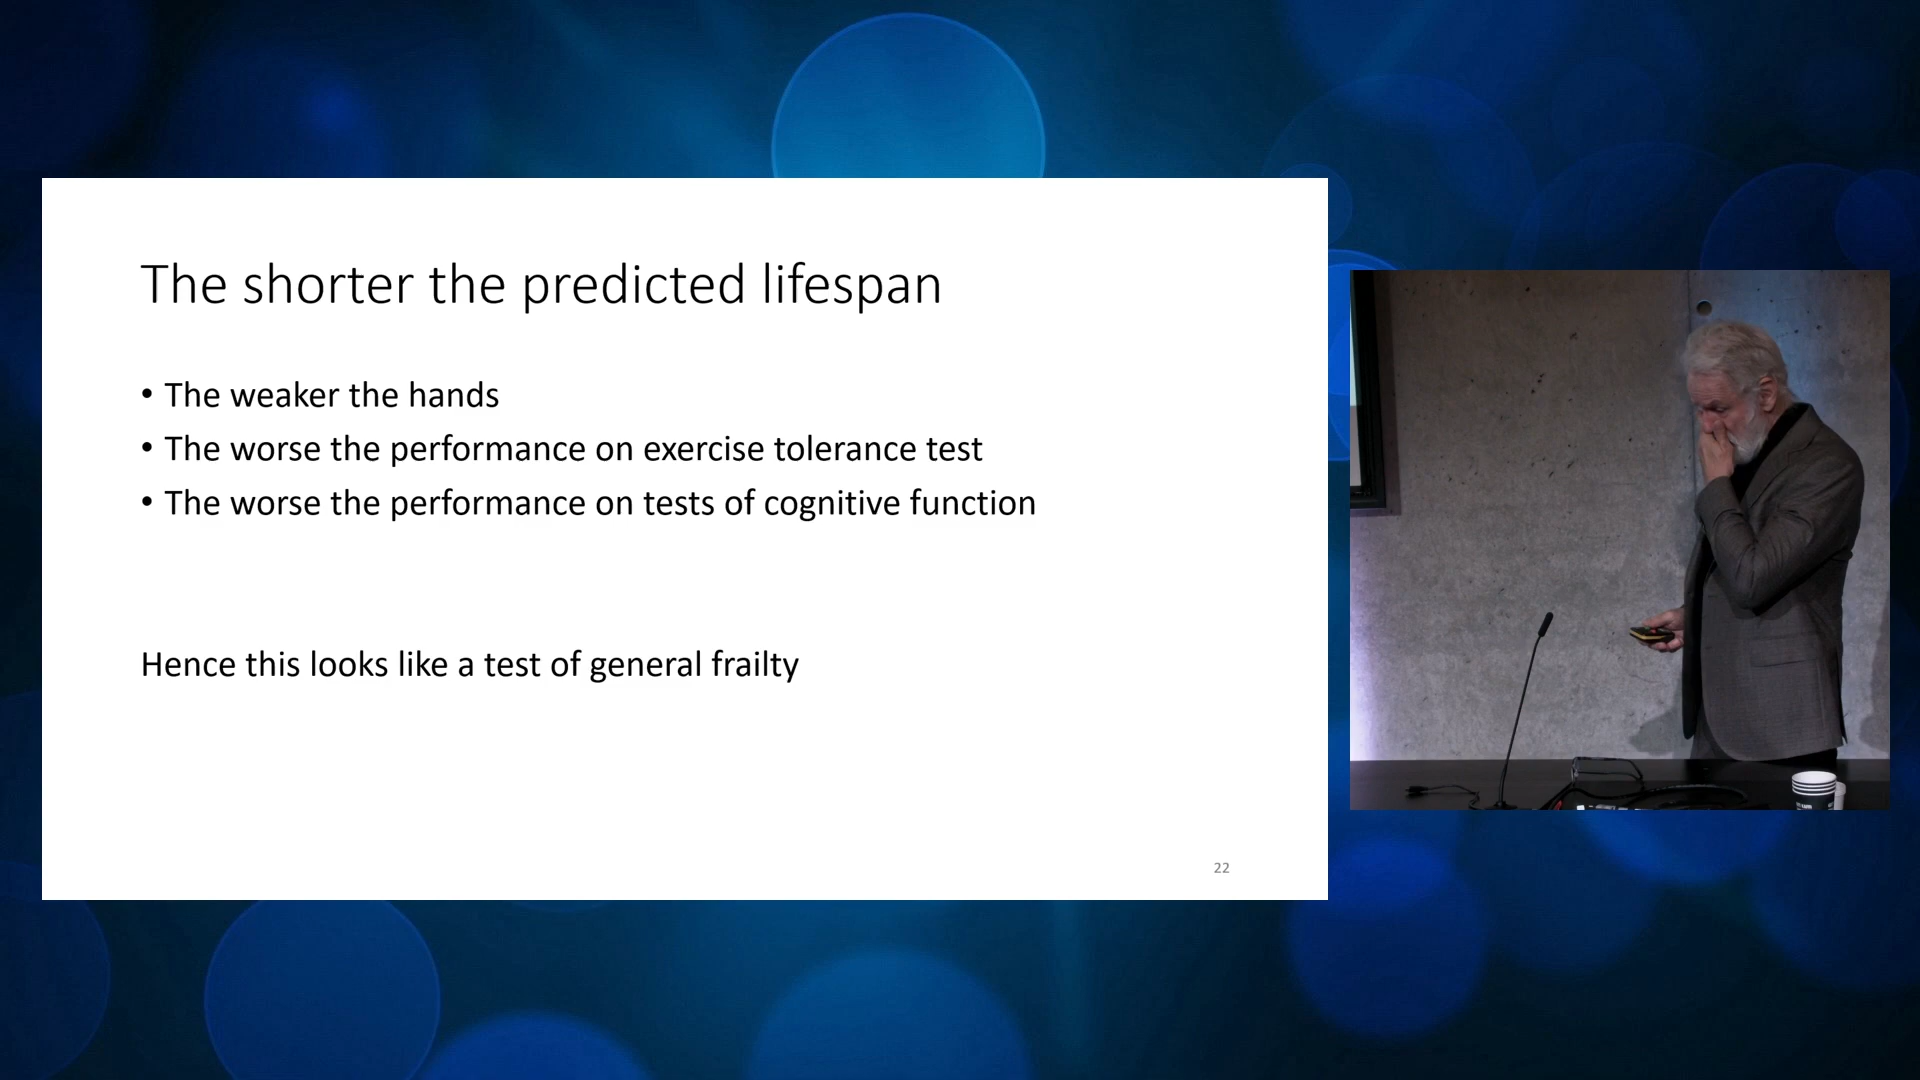 The shorter the predicted lifespan
• The weaker the hands
• The worse the performance on exercise tolerance test
• The worse the performance on tests of cognitive function
Hence this looks like a test of general frailty
22